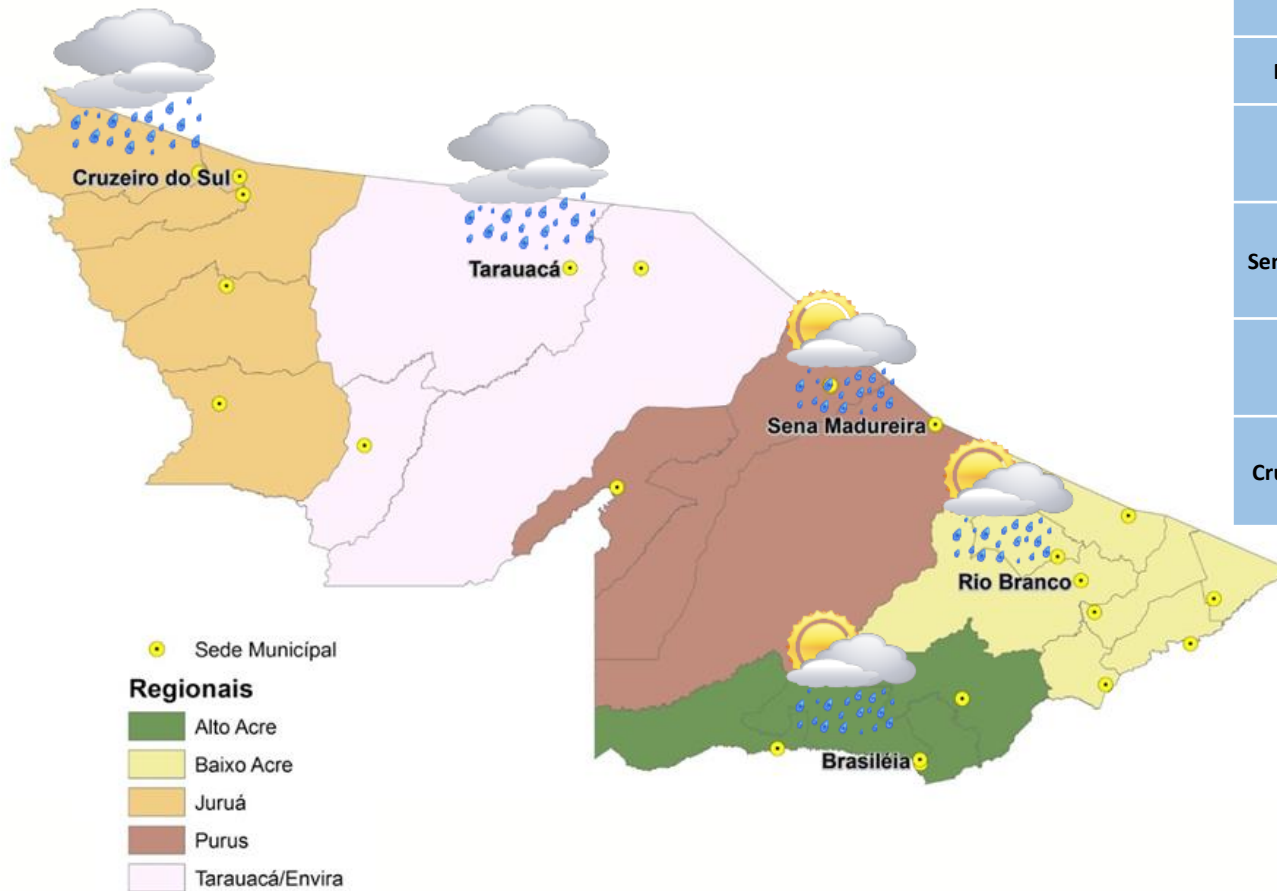 Cruzeiro do Sul
Tarauacá
Sena Madureira
Rio Branco
Brasiléia
Sede Municípal
Regionais
Alto Acre
Baixo Acre
Juruá
Purus
Tarauacá/Envira